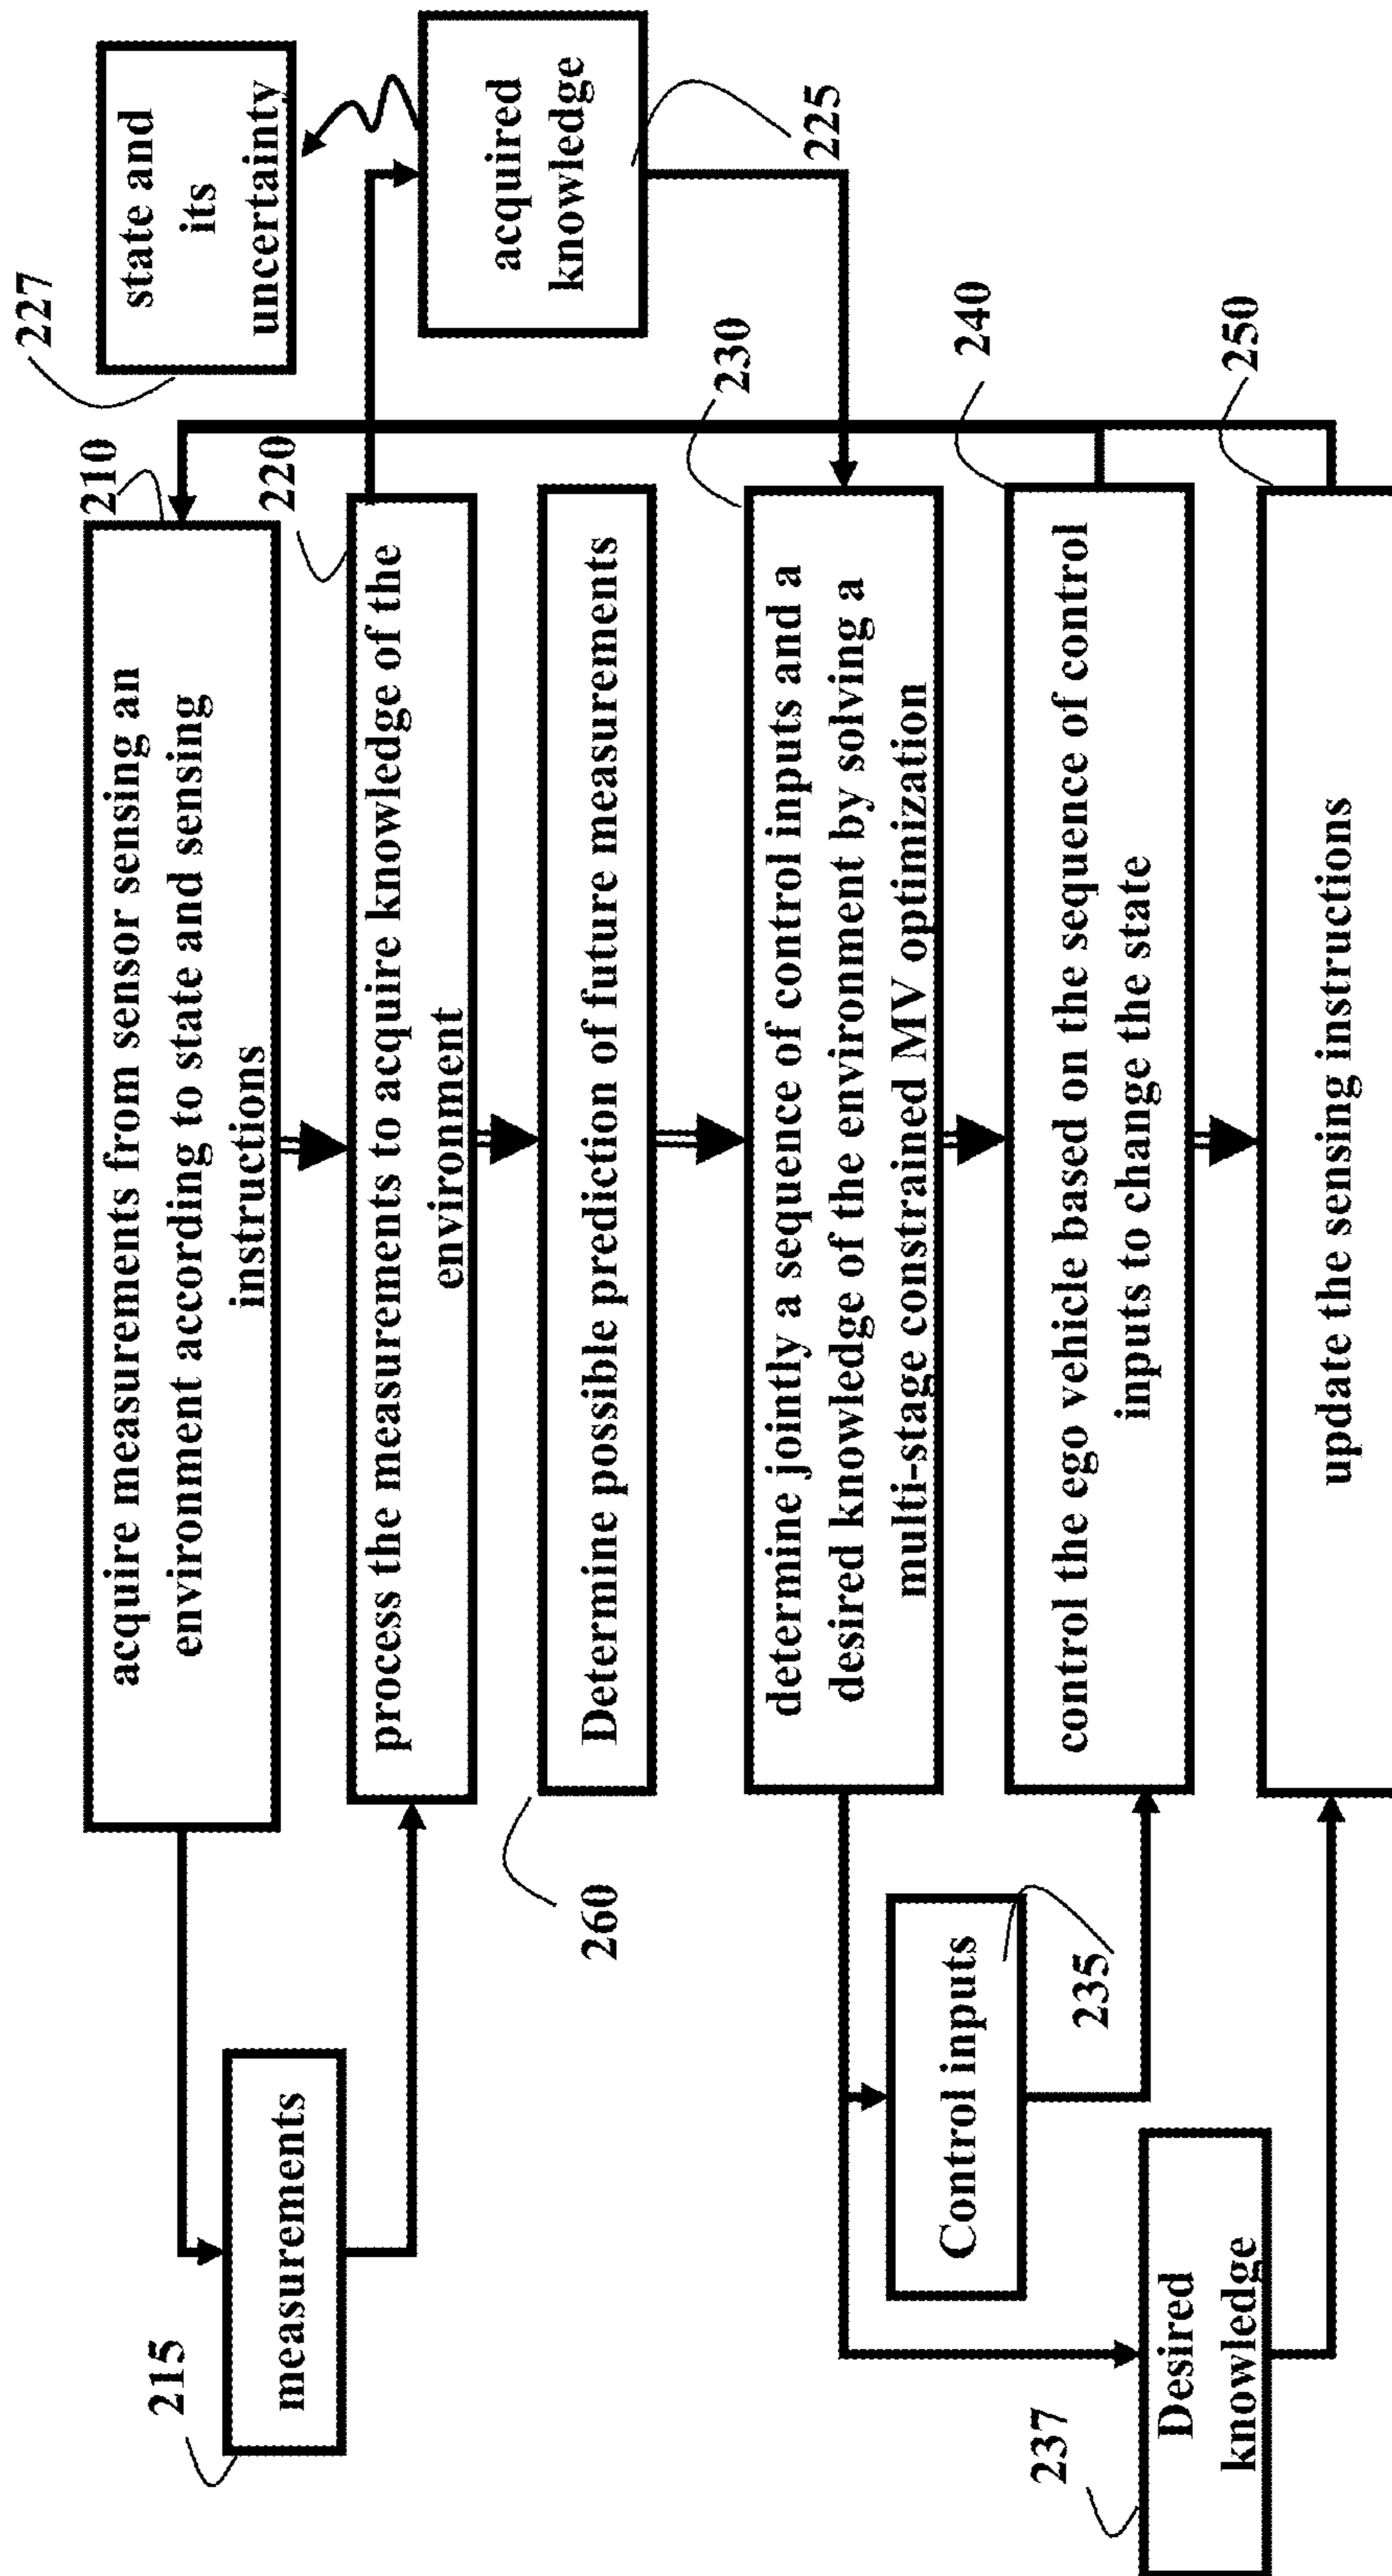 227
state and
its
uncertainty
210
acquire measurements from sensor sensing an
environment according to state and sensing
instructions
215
measurements
220
process the measurements to acquire knowledge of the
environment
acquired
knowledge
225
260
Determine possible prediction of future measurements
230
determine jointly a sequence of control inputs and a
desired knowledge of the environment by solving a
multi-stage constrained MV optimization
Control inputs
235
240
control the ego vehicle based on the sequence of control
inputs to change the state
237
Desired
knowledge
250
update the sensing instructions